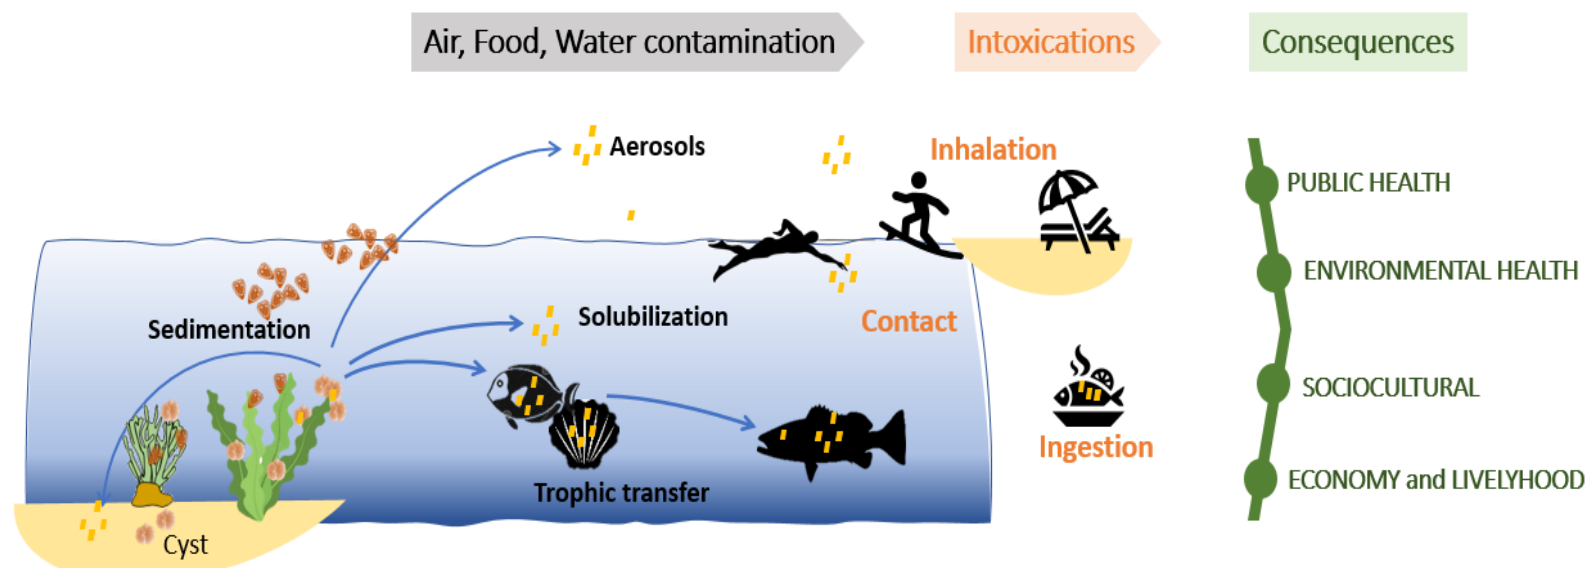 Air, Food, Water contamination
Intoxications
Consequences
Aerosols
Inhalation
PUBLIC HEALTH
ENVIRONMENTAL HEALTH
Sedimentation
Solubilization
Contact
SOCIOCULTURAL
Ingestion
Trophic transfer
ECONOMY and LIVELYHOOD
Cyst